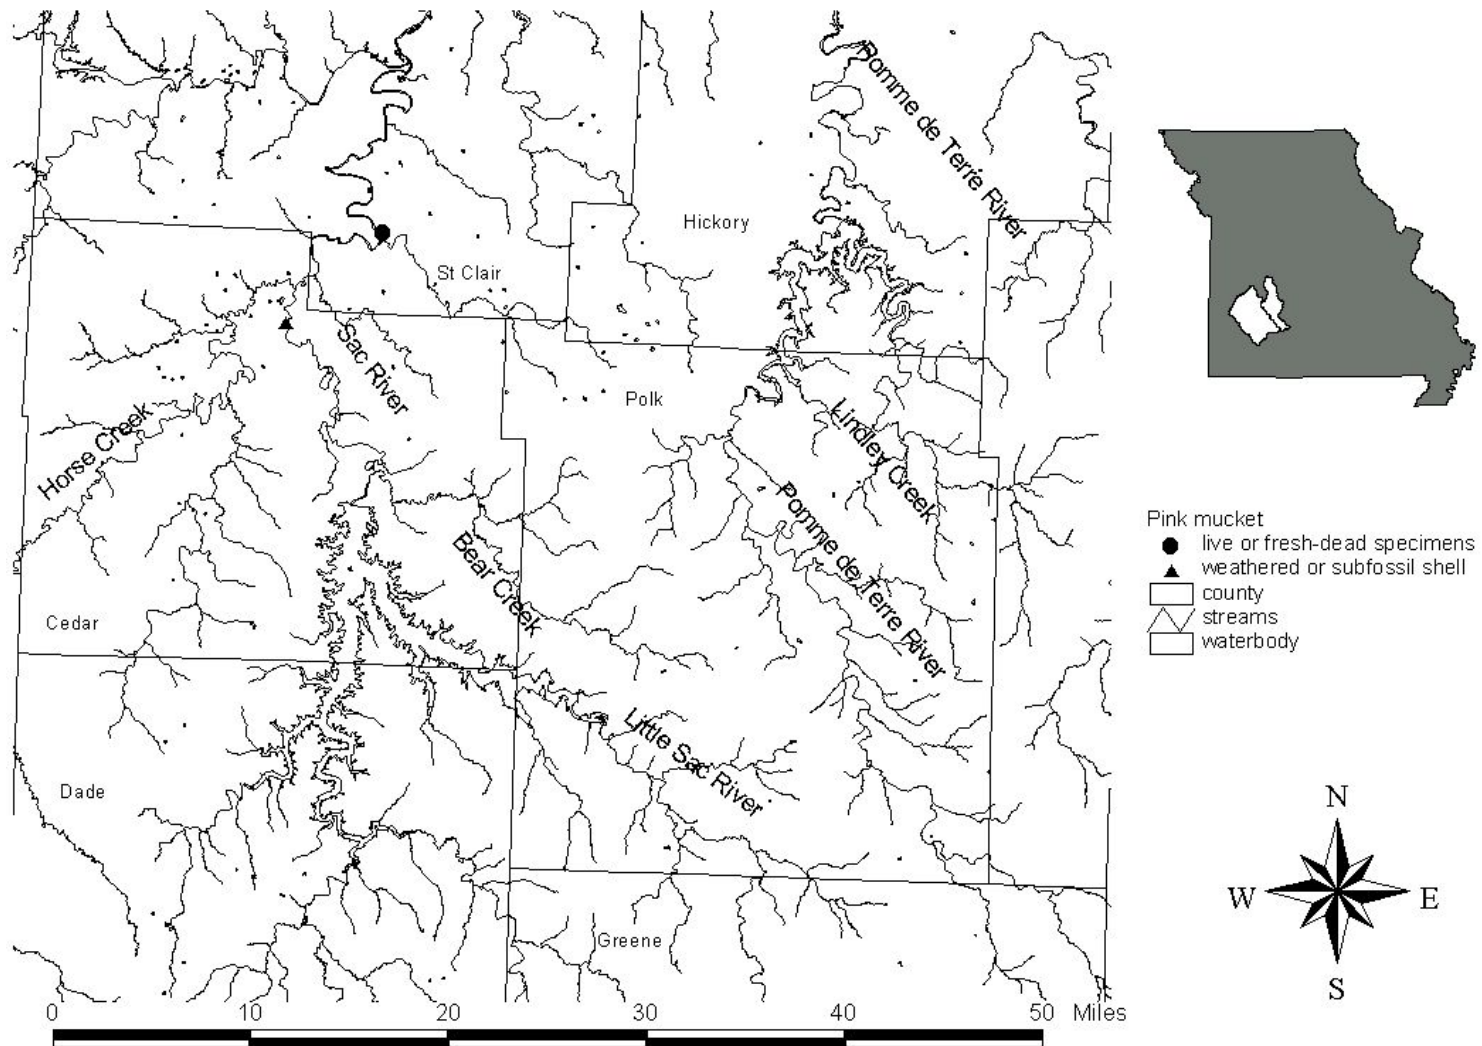 Pomme de Terre River
Hickory
St Clair
Sac River
Polk
Lindley Creek
Horse Creek
Pomme de Terre River
Bear Creek
Cedar
Little Sac River
Dade
Greene
0 10 20 30 40 50 Miles
Pink mucket
live or fresh-dead specimens
weathered or subfossil shell
county
streams
waterbody
N
W E
S